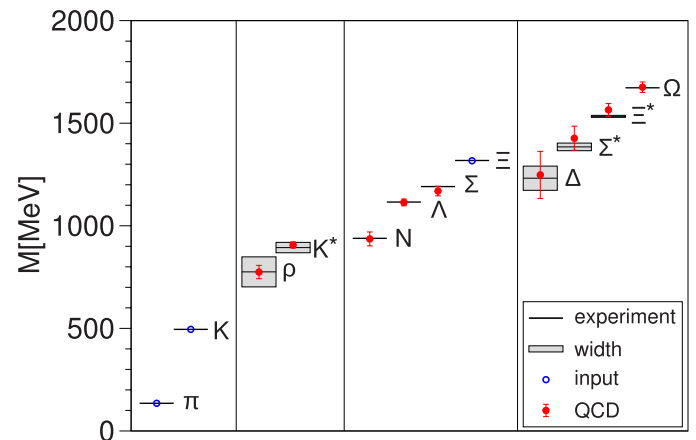 2000
1500
1000
500
0
M[MeV]
π
K
ρ
K*
N
Λ
Σ
Ξ
Δ
Σ*
Ξ*
Ω
experiment
width
input
QCD